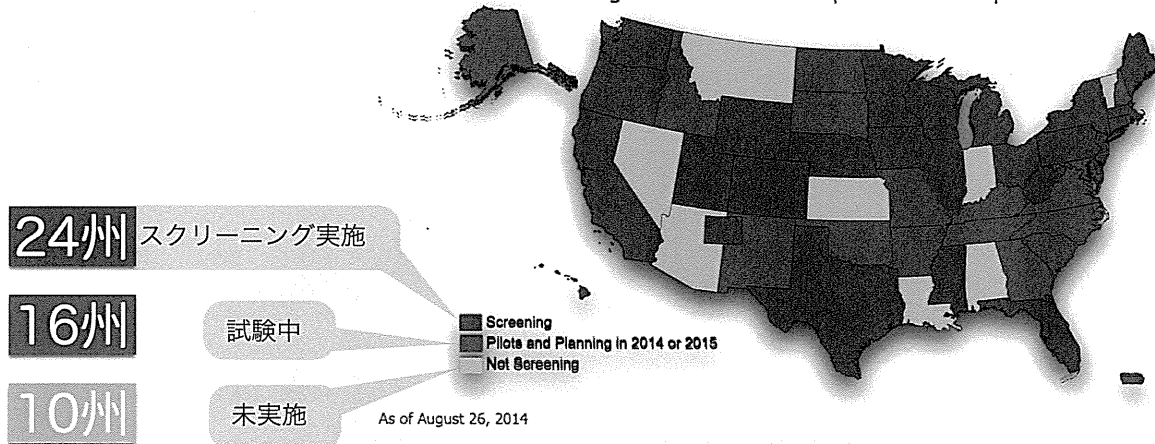 24州 スクリーニング実施
16州 試験中
10州 未実施
Screening
Pilots and Planning in 2014 or 2015
Not Screening
As of August 26, 2014